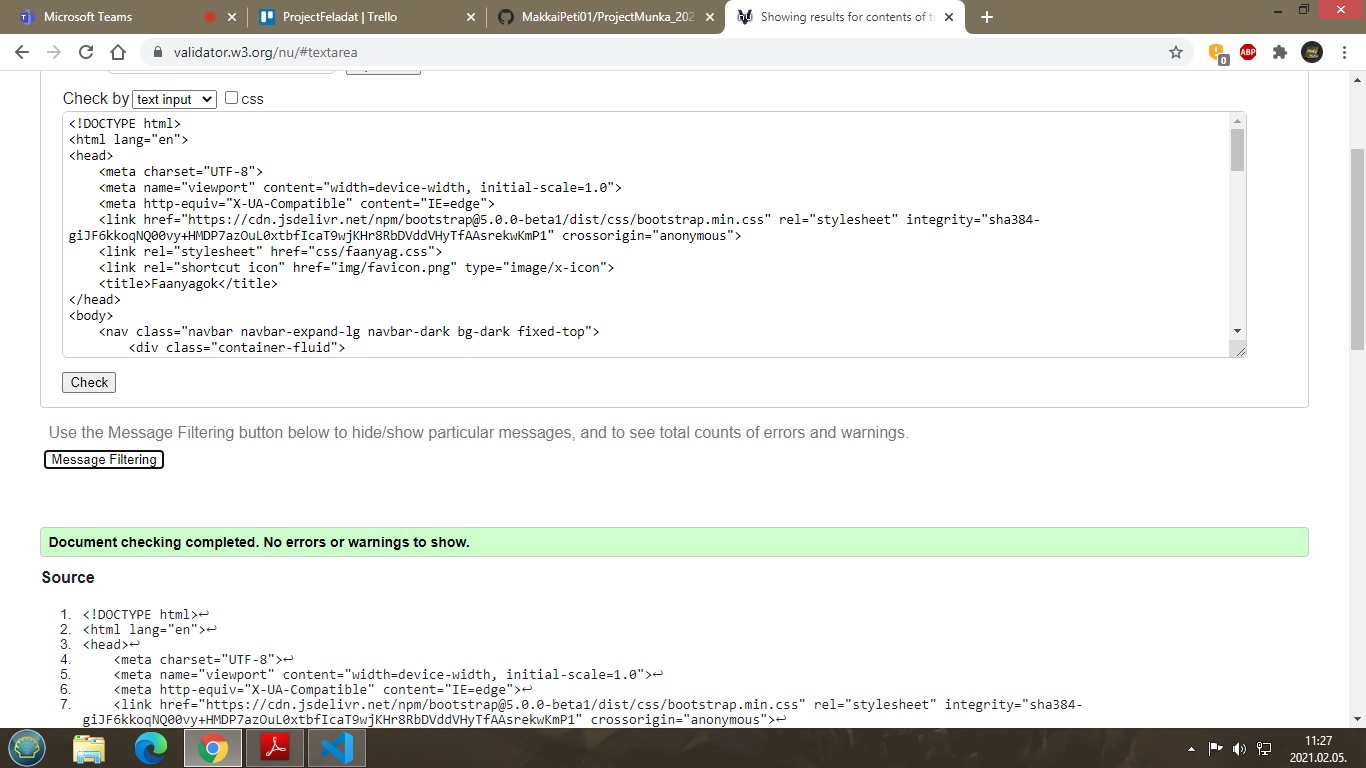 Microsoft Teams
ProjectFeladat | Trello
MakkaiPeti01/ProjectMunka_202
Showing results for contents of te
validator.w3.org/nu/#textarea
0
ABP
Check by text input css
<!DOCTYPE html>
<html lang="en">
<head>
<meta charset="UTF-8">
<meta name="viewport" content="width=device-width, initial-scale=1.0">
<meta http-equiv="X-UA-Compatible" content="IE=edge">
<link href="https://cdn.jsdelivr.net/npm/bootstrap@5.0.0-beta1/dist/css/bootstrap.min.css" rel="stylesheet" integrity="sha384-
giJF6kkoqNQ00vy+HMDP7azOuL0xtbfIcaT9wjKHr8RbDVddVHyTfAAsrekwKmP1" crossorigin="anonymous">
<link rel="stylesheet" href="css/faanyag.css">
<link rel="shortcut icon" href="img/favicon.png" type="image/x-icon">
<title>Faanyagok</title>
</head>
<body>
<nav class="navbar navbar-expand-lg navbar-dark bg-dark fixed-top">
<div class="container-fluid">
Check
Use the Message Filtering button below to hide/show particular messages, and to see total counts of errors and warnings.
Message Filtering
Document checking completed. No errors or warnings to show.
Source
1. <!DOCTYPE html>↩
2. <html lang="en">↩
3. <head>↩
4. <meta charset="UTF-8">↩
5. <meta name="viewport" content="width=device-width, initial-scale=1.0">↩
6. <meta http-equiv="X-UA-Compatible" content="IE=edge">↩
7. <link href="https://cdn.jsdelivr.net/npm/bootstrap@5.0.0-beta1/dist/css/bootstrap.min.css" rel="stylesheet" integrity="sha384-
giJF6kkoqNQ00vy+HMDP7azOuL0xtbfIcaT9wjKHr8RbDVddVHyTfAAsrekwKmP1" crossorigin="anonymous">↩
11:27
2021.02.05.